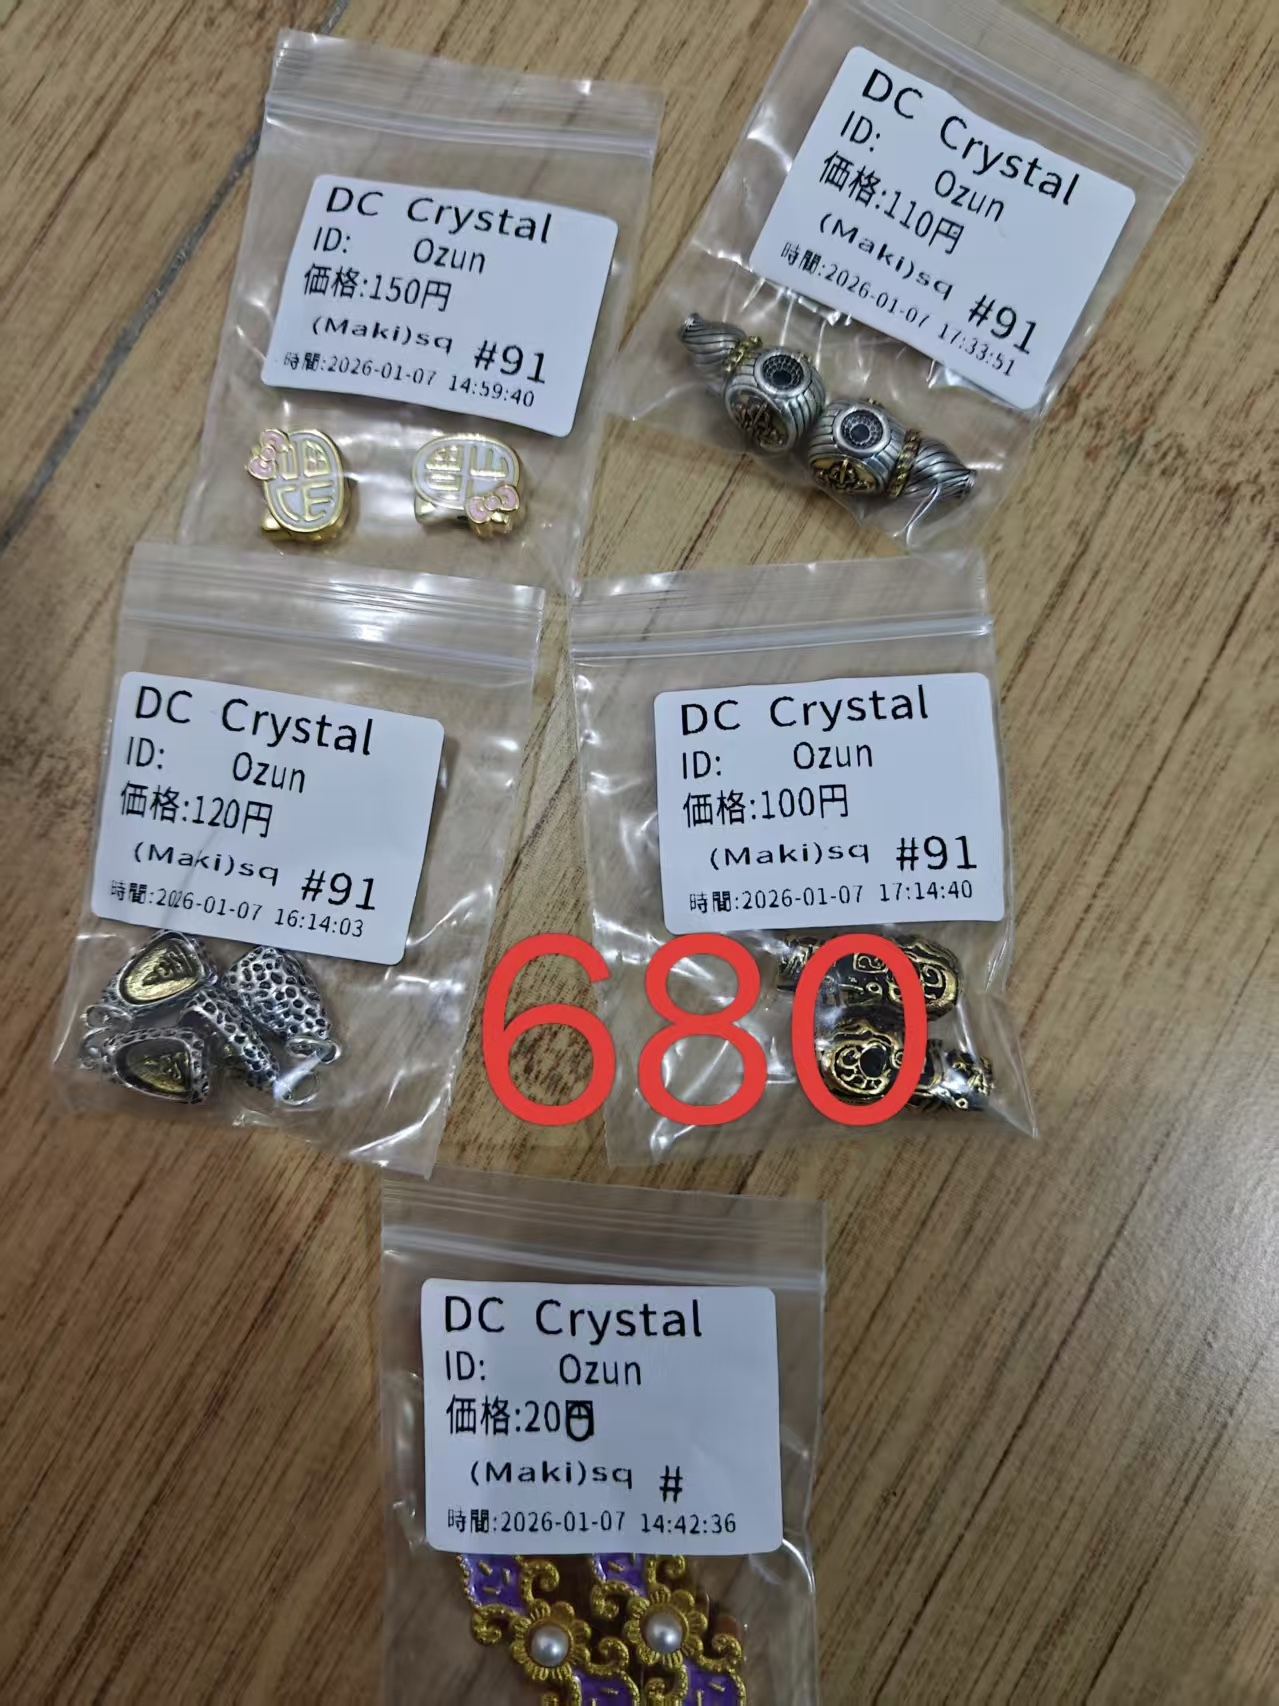 DC Crystal
ID: Ozun
価格:150円
(Maki)sq #91
時間:2026-01-07 14:59:40
DC Crystal
ID: Ozun
価格:110円
(Maki)sq #91
時間:2026-01-07 17:33:51
DC Crystal
ID: Ozun
価格:120円
(Maki)sq #91
時間:2026-01-07 16:14:03
DC Crystal
ID: Ozun
価格:100円
(Maki)sq #91
時間:2026-01-07 17:14:40
680
DC Crystal
ID: Ozun
価格:200円
(Maki)sq #
時間:2026-01-07 14:42:36